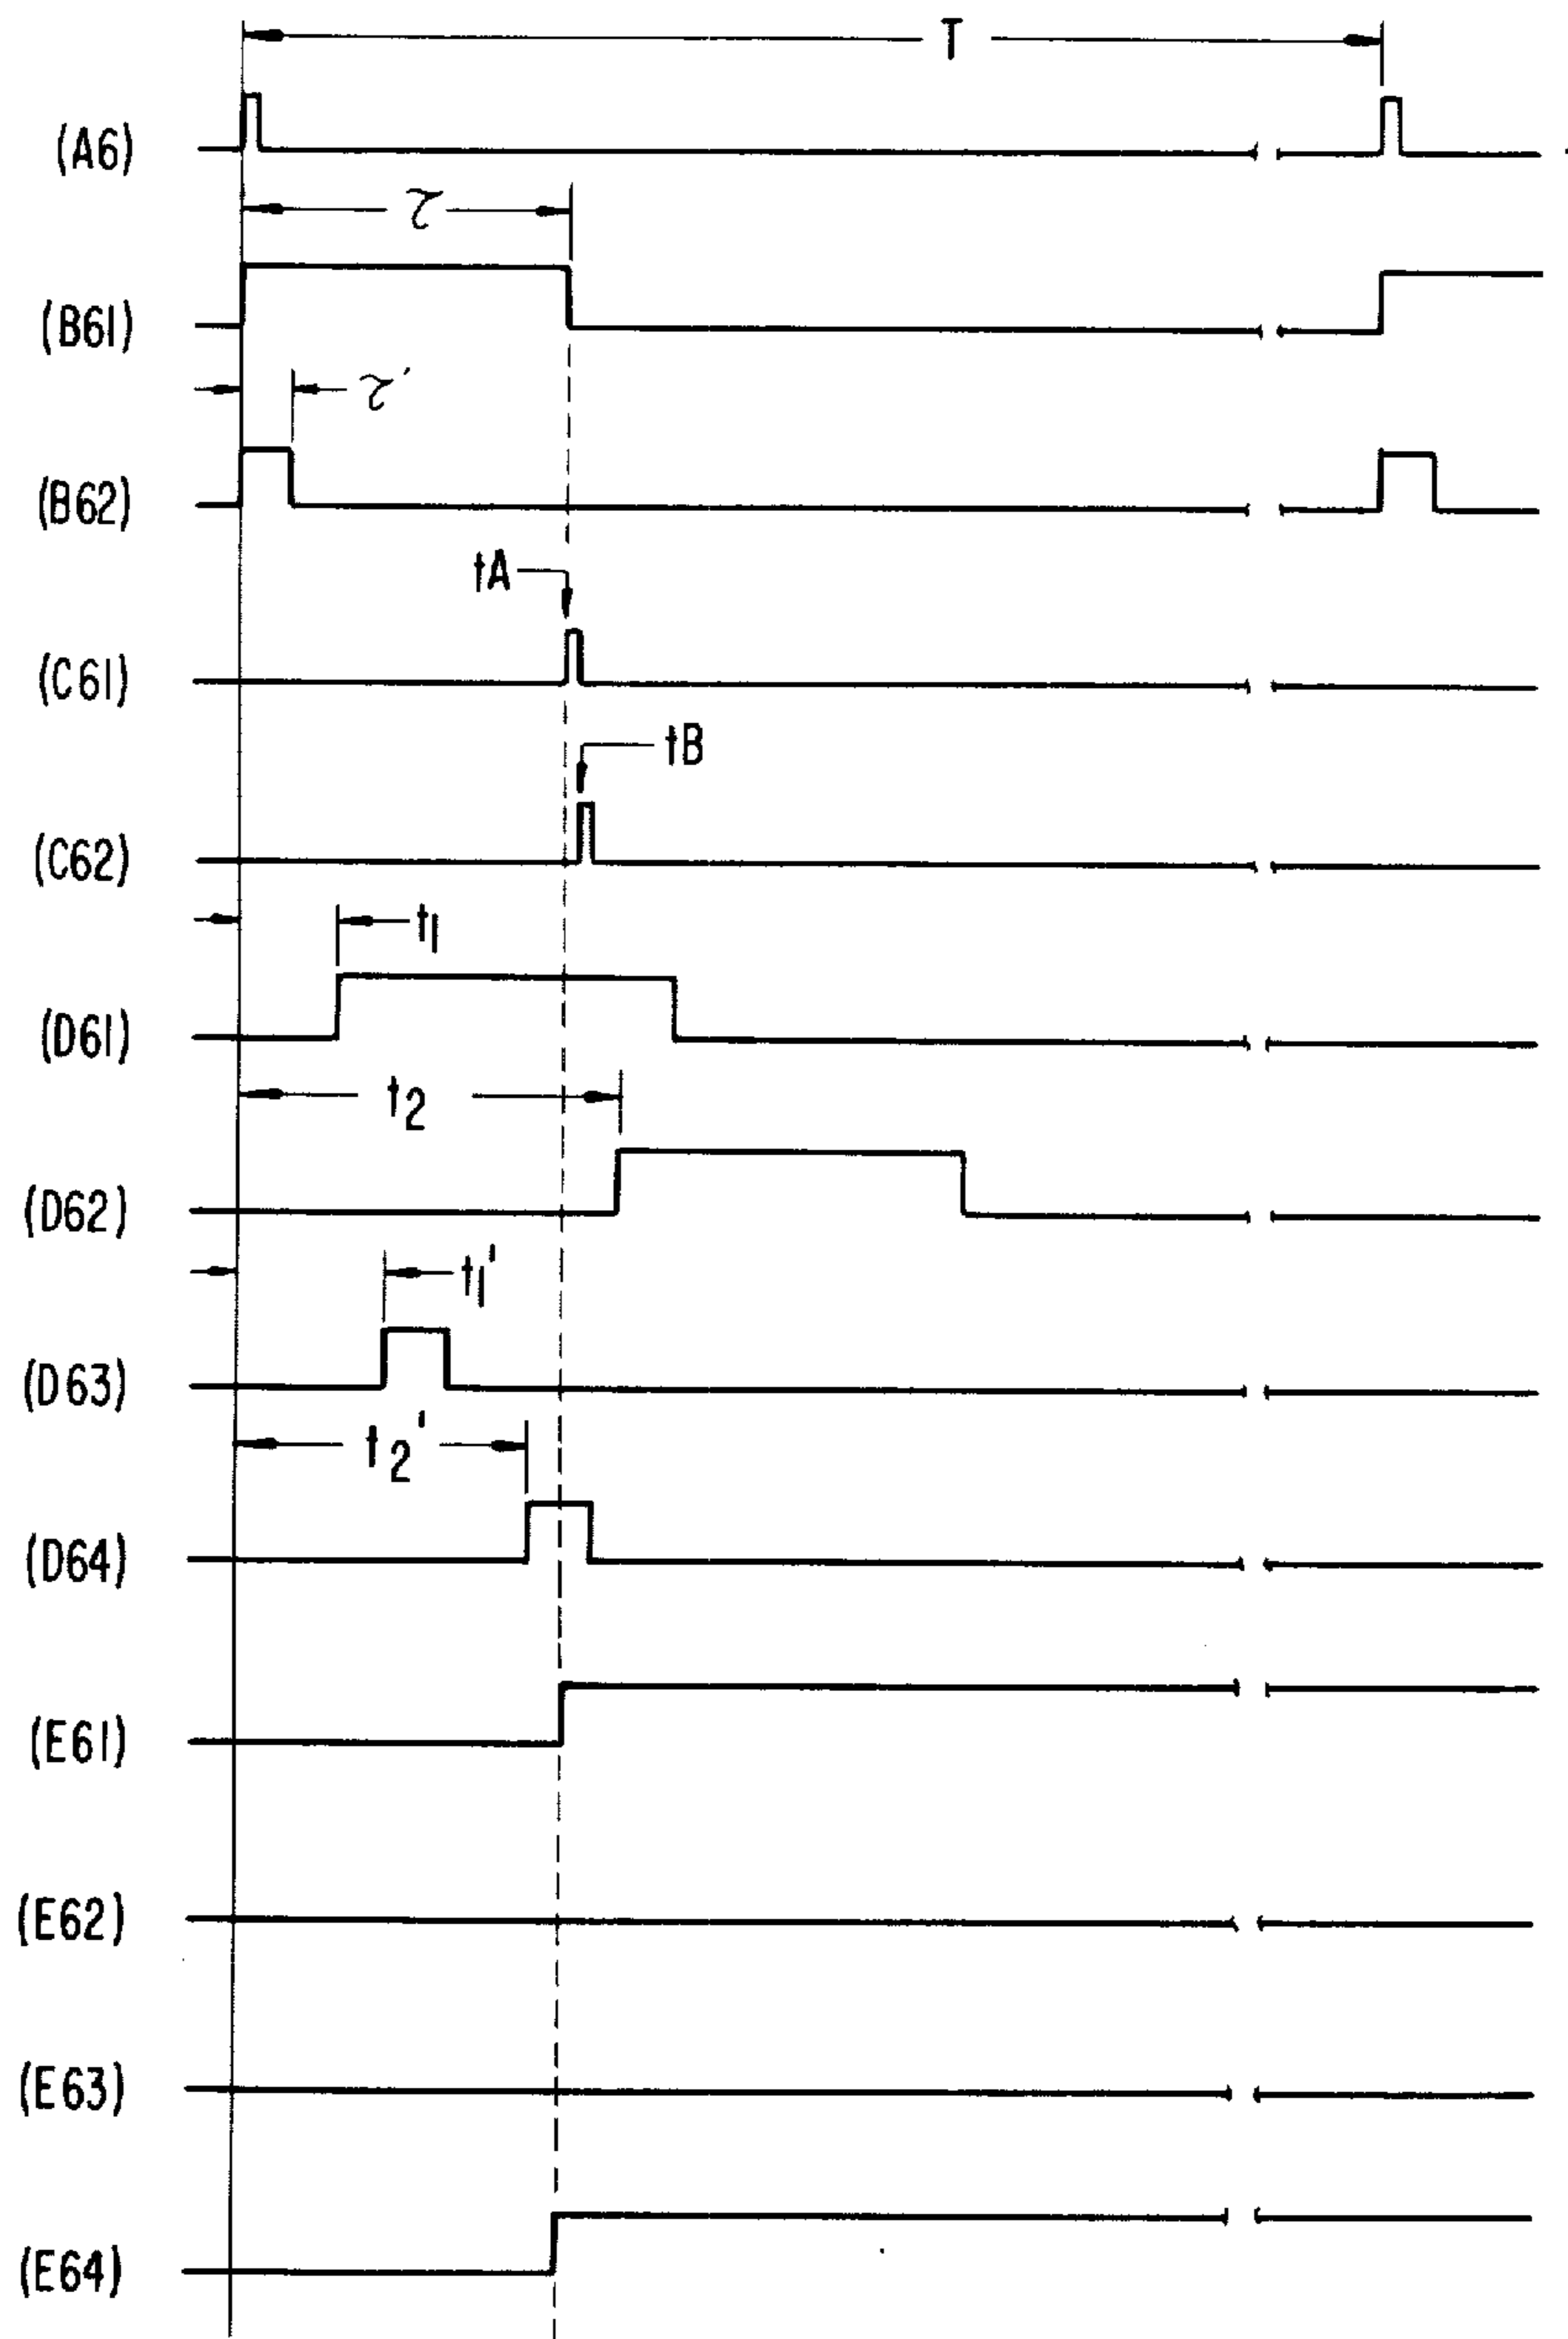 T
(A6)
τ
(B61)
τ'
(B62)
tA
(C61)
tB
(C62)
t1
(D61)
t2
(D62)
t1'
(D63)
t2'
(D64)
(E61)
(E62)
(E63)
(E64)